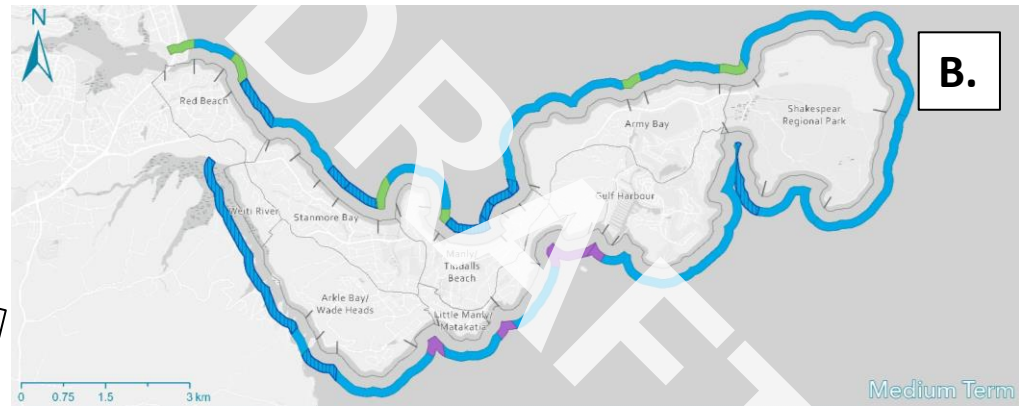 N
B.
Red Beach
Shakespear
Regional Park
Army Bay
Gulf Harbour
Weiti River
Stanmore Bay
Manly/
Tindalls
Beach
Arkle Bay/
Wade Heads
Little Manly/
Matakatia
0 0.75 1.5 3 km
Medium Term
DRAFT